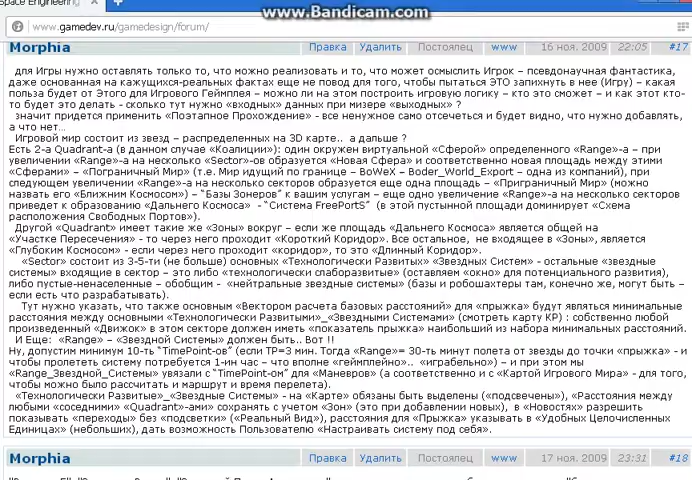 www.Bandicam.com
Space Engineering
www.gamedev.ru/gamedesign/forum/
Morphia Правка Удалить Постоялец www 16 ноя. 2009 22:05 #17
для Игры нужно оставлять только то, что можно реализовать и то, что может осмыслить Игрок – псевдонаучная фантастика,
даже основанная на кажущихся-реальных фактах еще не повод для того, чтобы пытаться ЭТО запихнуть в нее (Игру) – какая
польза будет от Этого для Игрового Геймплея – можно ли на этом построить игровую логику – кто это сможет – и как этот кто-
то будет это делать - сколько тут нужно «входных» данных при мизере «выходных» ?
значит придется применить «Поэтапное Прохождение» - все ненужное само отсечеться и будет видно, что нужно добавлять,
а что нет…
Игровой мир состоит из звезд – распределенных на 3D карте.. а дальше ?
Есть 2-а Quadrant-а (в данном случае «Коалиции»): один окружен виртуальной «Сферой» определенного «Range»-а – при
увеличении «Range»-а на несколько «Sector»-ов образуется «Новая Сфера» и соответственно новая площадь между этими
«Сферами» – «Пограничный Мир» (т.е. Мир идущий по границе – BoWeX – Boder_World_Export – одна из компаний), при
следующем увеличении «Range»-а на несколько секторов образуется еще одна площадь – «Приграничный Мир» (можно
назвать его «Ближним Космосом») – “Базы Зонеров” к вашим услугам – еще одно увеличение «Range»-а на несколько секторов
приведет к образованию «Дальнего Космоса» - “Система FreePortS” (в этой пустынной площади доминирует «Схема
расположения Свободных Портов»).
Другой «Quadrant» имеет такие же «Зоны» вокруг – если же площадь «Дальнего Космоса» является общей на
«Участке Пересечения» - то через него проходит «Короткий Коридор». Все остальное, не входящее в «Зоны», является
«Глубоким Космосом» - если через него проходит «коридор», то это «Длинный Коридор».
«Sector» состоит из 3-5-ти (не больше) основных «Технологически Развитых» «Звездных Систем» - остальные «звездные
системы» входящие в сектор – это либо «технологически слаборазвитые» (оставляем «окно» для потенциального развития),
либо пустые-ненаселенные – обобщим - «нейтральные звездные системы» (базы и робошахтеры там, конечно же, могут быть –
если есть что разрабатывать).
Тут нужно указать, что также основным «Вектором расчета базовых расстояний» для «прыжка» будут являться минимальные
расстояния между основными «Технологически Развитыми»_«Звездными Системами» (смотреть карту КР) : собственно любой
произведенный «Движок» в этом секторе должен иметь «показатель прыжка» наибольший из набора минимальных расстояний.
И Еще: «Range» – «Звездной Системы» должен быть.. Вот !!
Ну, допустим минимум 10-ть “TimePoint-ов” (если TP=3 мин. Тогда «Range»= 30-ть минут полета от звезды до точки «прыжка» - и
чтобы пролететь систему потребуется 1-ин час – что вполне «геймплейно».. «играбельно») – и при этом мы
«Range_Звездной_Системы» увязали с “TimePoint-ом” для «Маневров» (а соответственно и с «Картой Игрового Мира» - для того,
чтобы можно было рассчитать и маршрут и время перелета).
«Технологически Развитые»_«Звездные Системы» - на «Карте» обязаны быть выделены («подсвечены»), «Расстояния между
любыми «соседними» «Quadrant»-ами» сохранять с учетом «Зон» (это при добавлении новых), в «Новостях» разрешить
показывать «переходы» без «подсветки» («Реальный Вид»), расстояния для «Прыжка» указывать в «Удобных Целочисленных
Единицах» (небольших), дать возможность Пользователю «Настраивать систему под себя».
Morphia Правка Удалить Постоялец www 17 ноя. 2009 23:31 #18